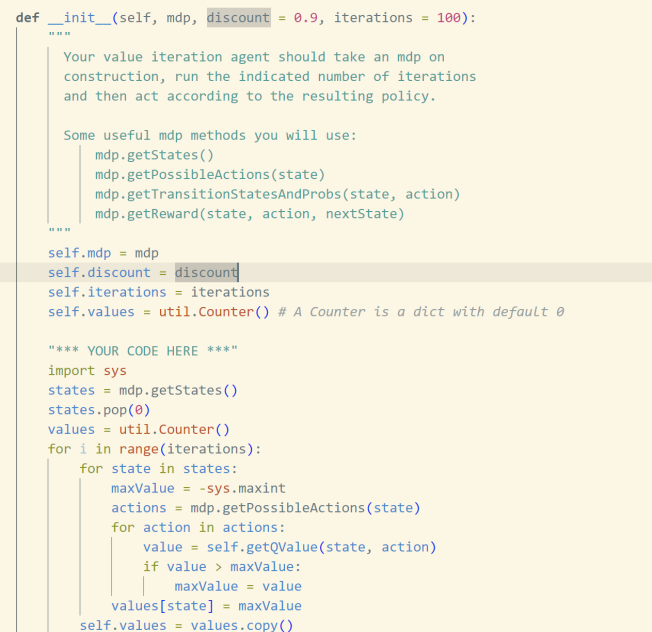 def __init__(self, mdp, discount = 0.9, iterations = 100):
"""
Your value iteration agent should take an mdp on
construction, run the indicated number of iterations
and then act according to the resulting policy.
Some useful mdp methods you will use:
mdp.getStates()
mdp.getPossibleActions(state)
mdp.getTransitionStatesAndProbs(state, action)
mdp.getReward(state, action, nextState)
"""
self.mdp = mdp
self.discount = discount
self.iterations = iterations
self.values = util.Counter() # A Counter is a dict with default 0
"*** YOUR CODE HERE ***"
import sys
states = mdp.getStates()
states.pop(0)
values = util.Counter()
for i in range(iterations):
for state in states:
maxValue = -sys.maxint
actions = mdp.getPossibleActions(state)
for action in actions:
value = self.getQValue(state, action)
if value > maxValue:
maxValue = value
values[state] = maxValue
self.values = values.copy()